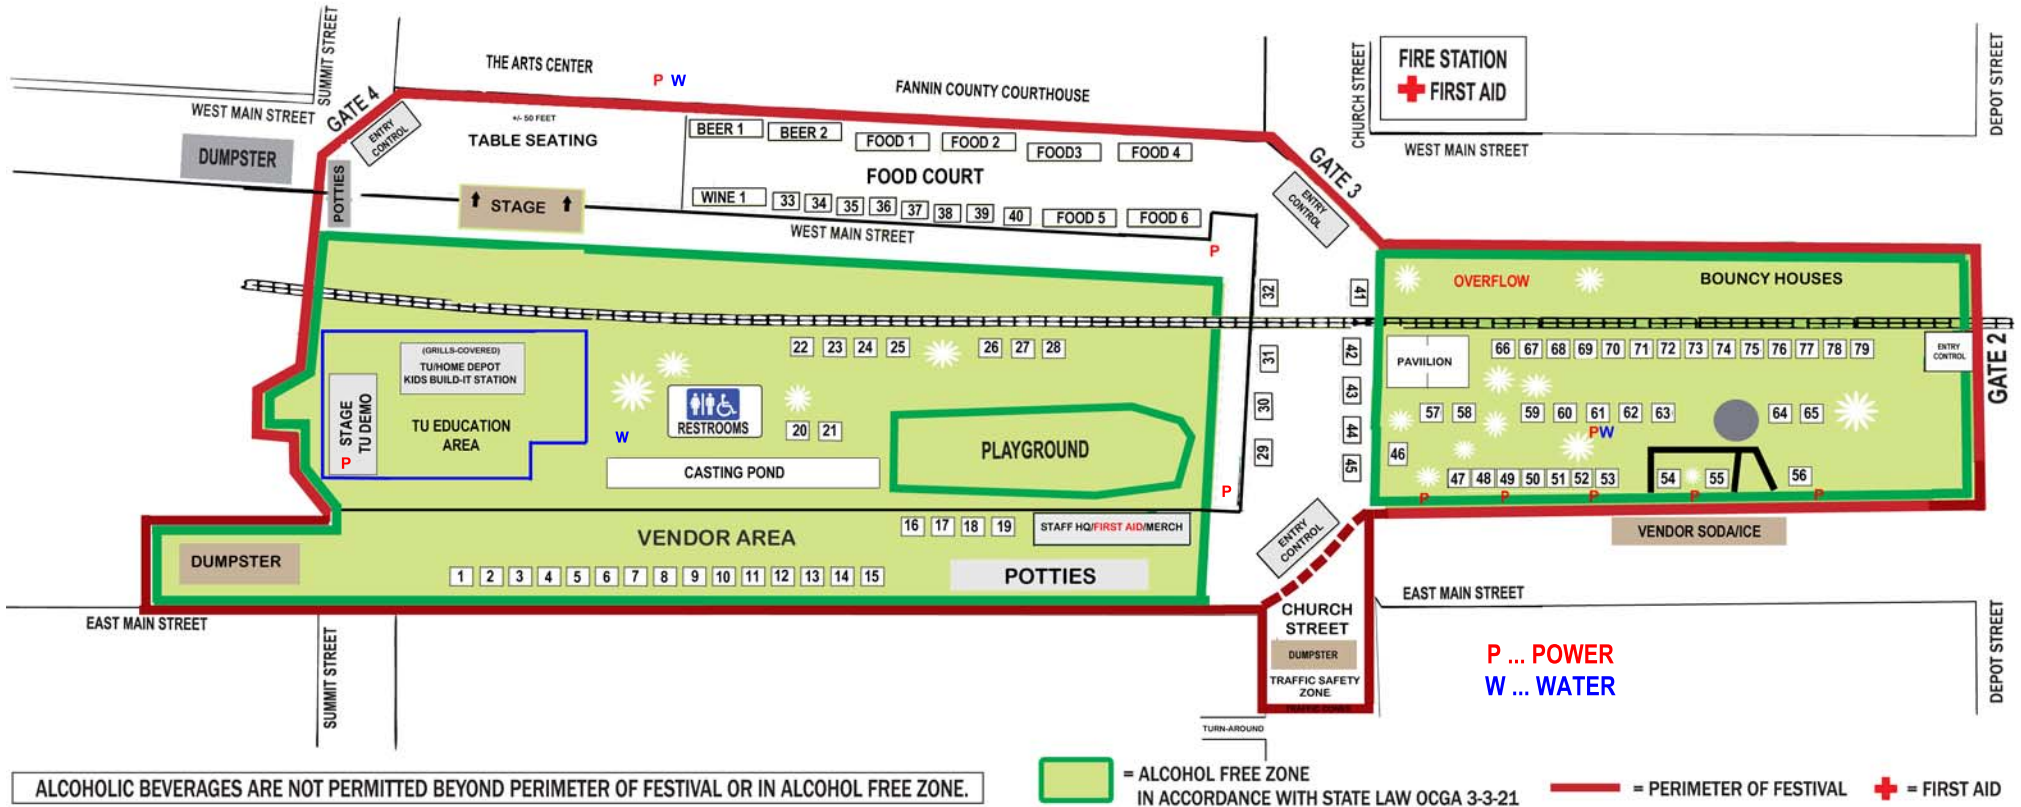 SUMMIT STREET
WEST MAIN STREET
GATE 4
ENTRY
CONTROL
DUMPSTER
POTTIES
THE ARTS CENTER
P W
FANNIN COUNTY COURTHOUSE
+/- 50 FEET
TABLE SEATING
STAGE
BEER 1
BEER 2
FOOD 1
FOOD 2
FOOD3
FOOD 4
FOOD COURT
WINE 1
33
34
35
36
37
38
39
40
FOOD 5
FOOD 6
WEST MAIN STREET
P
GATE 3
ENTRY
CONTROL
CHURCH STREET
FIRE STATION
FIRST AID
WEST MAIN STREET
DEPOT STREET
OVERFLOW
BOUNCY HOUSES
32
31
30
29
41
42
43
44
45
PAVIILION
66
67
68
69
70
71
72
73
74
75
76
77
78
79
ENTRY
CONTROL
GATE 2
57
58
59
60
61
62
63
64
65
PW
46
47
48
49
50
51
52
53
54
55
56
P
P
P
P
P
VENDOR SODA/ICE
(GRILLS-COVERED)
TU/HOME DEPOT
KIDS BUILD-IT STATION
STAGE
TU DEMO
P
TU EDUCATION
AREA
W
RESTROOMS
22
23
24
25
26
27
28
20
21
CASTING POND
PLAYGROUND
P
VENDOR AREA
16
17
18
19
STAFF HQ/FIRST AID/MERCH
DUMPSTER
1
2
3
4
5
6
7
8
9
10
11
12
13
14
15
POTTIES
ENTRY
CONTROL
EAST MAIN STREET
SUMMIT STREET
CHURCH
STREET
DUMPSTER
TRAFFIC SAFETY
ZONE
TRAFFIC CONES
TURN-AROUND
EAST MAIN STREET
DEPOT STREET
P ... POWER
W ... WATER
ALCOHOLIC BEVERAGES ARE NOT PERMITTED BEYOND PERIMETER OF FESTIVAL OR IN ALCOHOL FREE ZONE.
= ALCOHOL FREE ZONE
IN ACCORDANCE WITH STATE LAW OCGA 3-3-21
= PERIMETER OF FESTIVAL
= FIRST AID